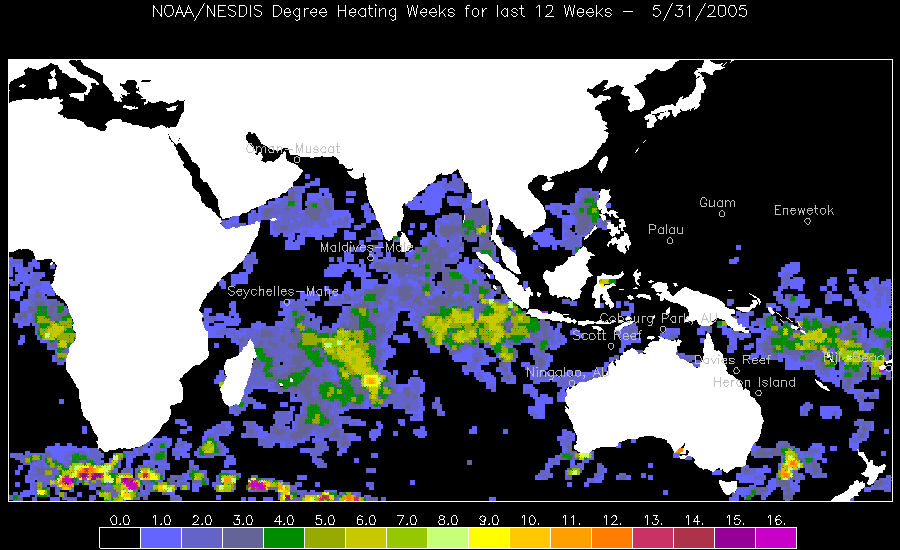 NOAA/NESDIS Degree Heating Weeks for last 12 Weeks - 5/31/2005
Oman-Muscat
Guam
Enewetok
Palau
Maldives-Male
Seychelles-Mahe
Cobourg Park, AU
Scott Reef
Davies Reef
Ningaloo, AU
Heron Island
0.0 1.0 2.0 3.0 4.0 5.0 6.0 7.0 8.0 9.0 10. 11. 12. 13. 14. 15. 16.